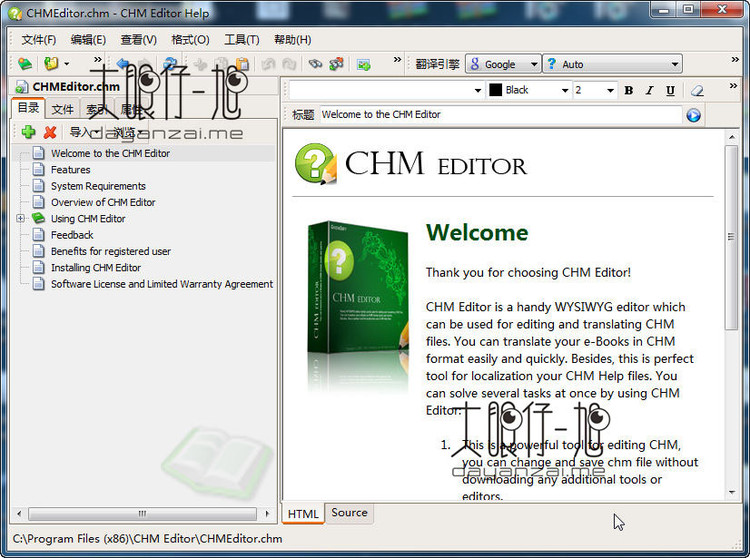 CHMEditor.chm - CHM Editor Help
文件(F) 编辑(E) 查看(V) 格式(O) 工具(T) 帮助(H)
翻译引擎 Google Auto
CHMEditor.chm
Black 2 B I U
目录 文件 索引 属性
标题 Welcome to the CHM Editor
导入 浏览
大眼仔~旭
dayanzai.me
Welcome to the CHM Editor
Features
System Requirements
Overview of CHM Editor
Using CHM Editor
Feedback
Benefits for registered user
Installing CHM Editor
Software License and Limited Warranty Agreement
CHM EDITOR
CHM EDITOR
Welcome
Thank you for choosing CHM Editor!
CHM Editor is a handy WYSIWYG editor which
can be used for editing and translating CHM
files. You can translate your e-Books in CHM
format easily and quickly. Besides, this is perfect
tool for localization your CHM Help files. You
can solve several tasks at once by using CHM
Editor:
大眼仔~旭
dayanzai.me
1. This is a powerful tool for editing CHM,
you can change and save chm file without
downloading any additional tools or
editors.
HTML Source
C:\Program Files (x86)\CHM Editor\CHMEditor.chm